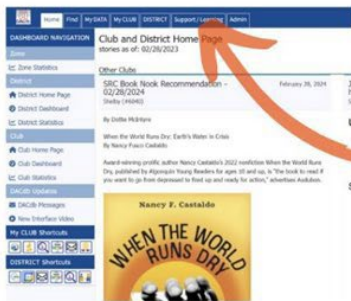 Home Find My DATA My CLUB DISTRICT Support/Learning Admin
DASHBOARD NAVIGATION
Zone
Zone Statistics
District
District Home Page
District Dashboard
District Statistics
Club
Club Home Page
Club Dashboard
Club Statistics
DACdb Updates
DACdb Messages
New Interface Video
My CLUB Shortcuts
DISTRICT Shortcuts
Club and District Home Page
stories as of: 02/28/2023
Other Clubs
SRC Book Nook Recommendation -
02/28/2024
February 28, 2024
Shelby (#6040)
By Dottie McIntyre
When the World Runs Dry: Earth's Water in Crisis
By Nancy Fusco Castaldo
Award-winning prolific author Nancy Castaldo's 2022 nonfiction When the World Runs
Dry, published by Algonquin Young Readers for ages 10 and up, is "the book to read if
you want to go from depressed to fired up and ready for action," advertises Audubon.
Nancy F. Castaldo
WHEN THE WORLD
RUNS DRY